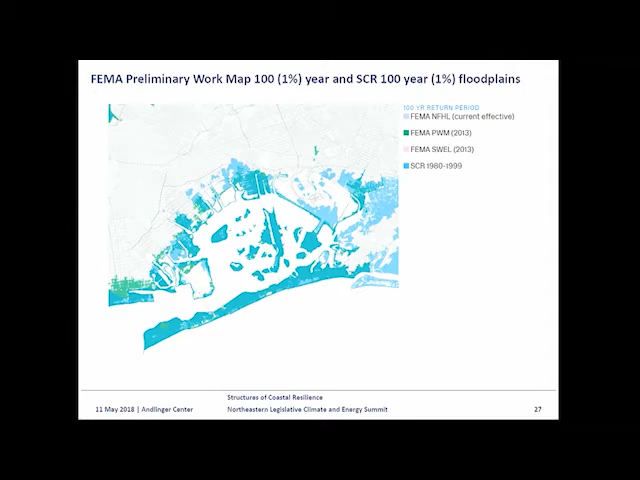 FEMA Preliminary Work Map 100 (1%) year and SCR 100 year (1%) floodplains
100 YR RETURN PERIOD
FEMA NFHL (current effective)
FEMA PWM (2013)
FEMA SWEL (2013)
SCR 1980-1999
Structures of Coastal Resilience
11 May 2018 | Andlinger Center
Northeastern Legislative Climate and Energy Summit
27